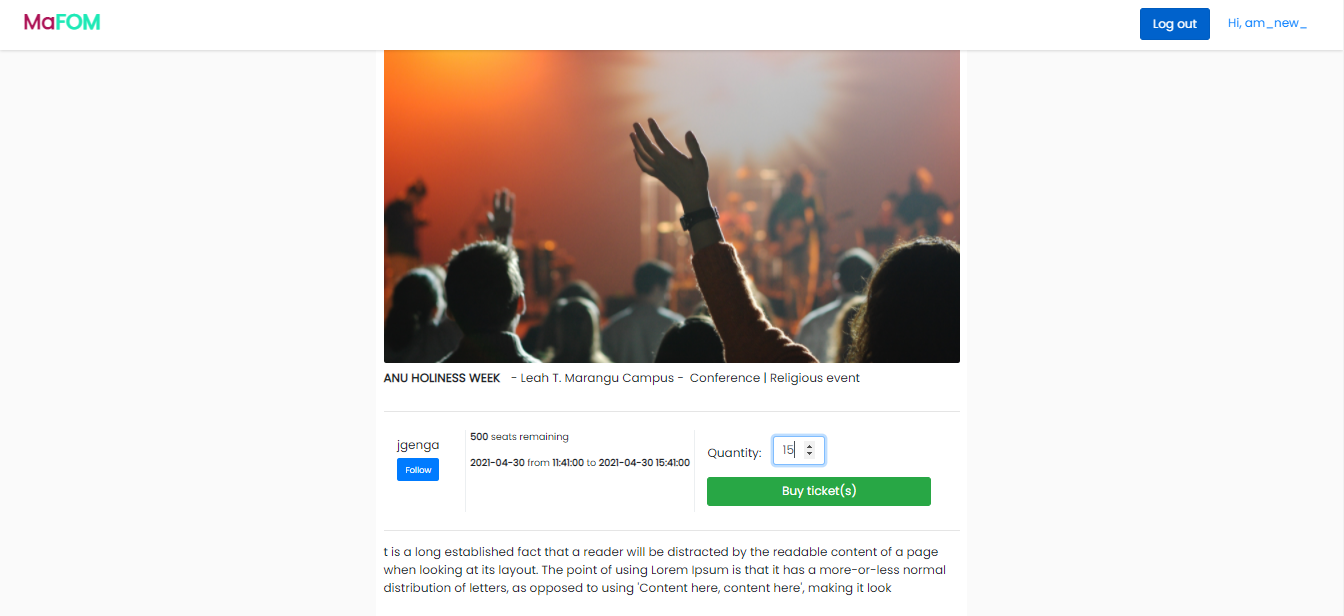 MaFOM
Log out
Hi, am_new_
ANU HOLINESS WEEK - Leah T. Marangu Campus - Conference | Religious event
jgenga
Follow
500 seats remaining
2021-04-30 from 11:41:00 to 2021-04-30 15:41:00
Quantity: 15
Buy ticket(s)
t is a long established fact that a reader will be distracted by the readable content of a page
when looking at its layout. The point of using Lorem Ipsum is that it has a more-or-less normal
distribution of letters, as opposed to using 'Content here, content here', making it look